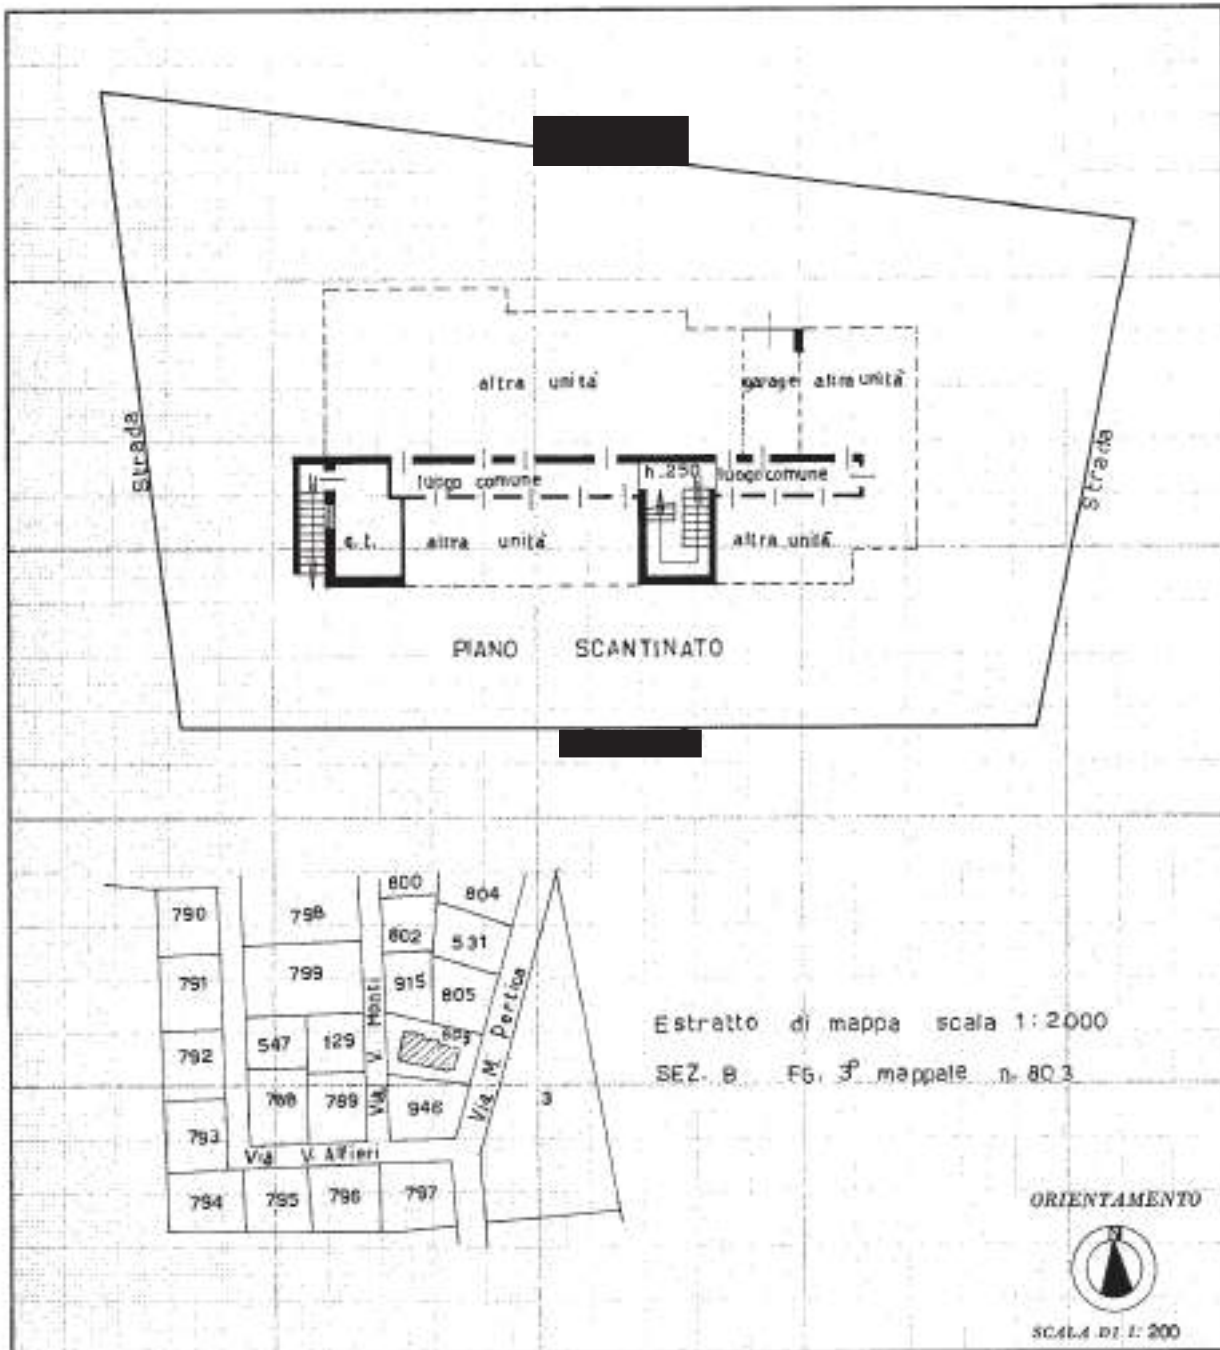 Strada
Strada
altra unità
garage altra unità
h. 250
luogo comune
luogo comune
c.t.
altra unità
altra unità
PIANO SCANTINATO
800
804
790
798
802
531
799
791
915
805
Via V. Monti
Via M. Pertica
547
129
803
792
788
789
946
3
793
Via V. Alfieri
794
795
796
797
Estratto di mappa scala 1:2000
SEZ. B FG. 3° mappale n. 803
ORIENTAMENTO
N
SCALA DI 1: 200